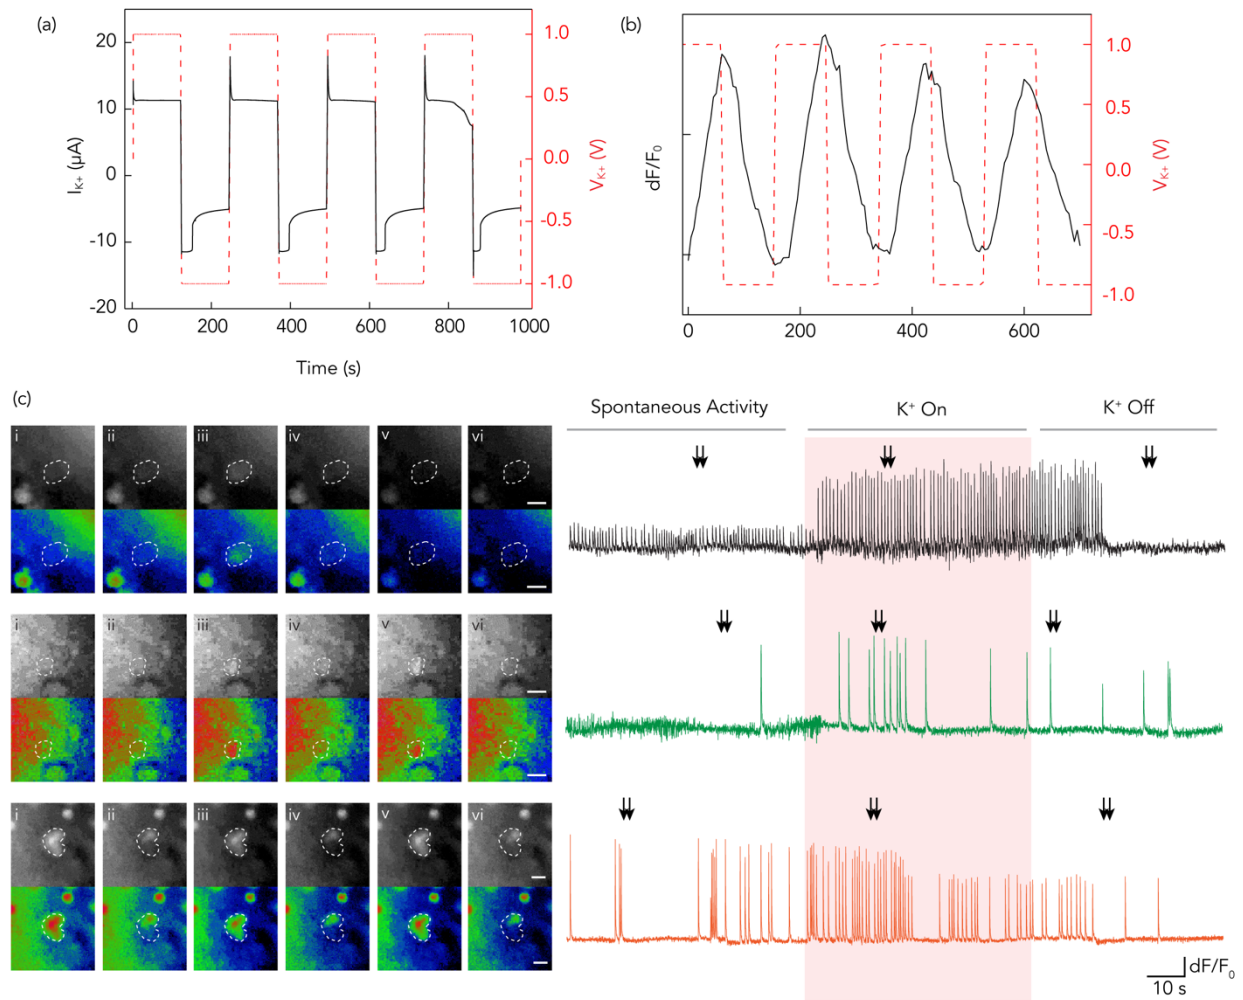 (a)
20
10
0
-10
-20
I_K+ (µA)
1.0
0.5
0.0
-0.5
-1.0
V_K+ (V)
0
200
400
600
800
1000
Time (s)
(b)
dF/F₀
1.0
0.5
0.0
-0.5
-1.0
V_K+ (V)
0
200
400
600
(c)
Spontaneous Activity
K⁺ On
K⁺ Off
i ii iii iv v vi
i ii iii iv v vi
i ii iii iv v vi
dF/F₀
10 s